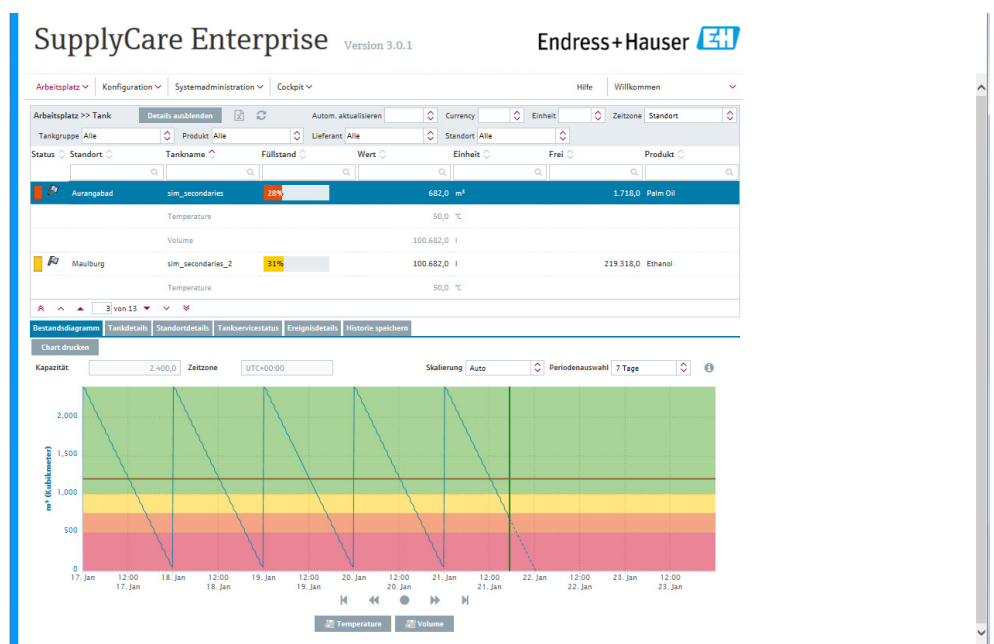 SupplyCare Enterprise Version 3.0.1 Endress+Hauser EH
Arbeitsplatz Konfiguration Systemadministration Cockpit Hilfe Willkommen
Arbeitsplatz >> Tank Details ausblenden Autom. aktualisieren Currency Einheit Zeitzone Standort
Tankgruppe Alle Produkt Alle Lieferant Alle Standort Alle
Status Standort Tankname Füllstand Wert Einheit Frei Produkt
Aurangabad sim_secondaries 28% 682,0 m³ 1.718,0 Palm Oil
Temperature 50,0 °C
Volume 100.682,0 l
Maulburg sim_secondaries_2 31% 100.682,0 l 219.318,0 Ethanol
Temperature 50,0 °C
3 von 13
Bestandsdiagramm Tankdetails Standortdetails Tankservicestatus Ereignisdetails Historie speichern
Chart drucken
Kapazität 2.400,0 Zeitzone UTC+00:00 Skalierung Auto Periodenauswahl 7 Tage
m³ (Kubikmeter)
2,000
1,500
1,000
500
0
17. Jan 12:00 18. Jan 12:00 19. Jan 12:00 20. Jan 12:00 21. Jan 12:00 22. Jan 12:00 23. Jan 12:00
17. Jan 18. Jan 19. Jan 20. Jan 21. Jan 22. Jan 23. Jan
Temperature Volume